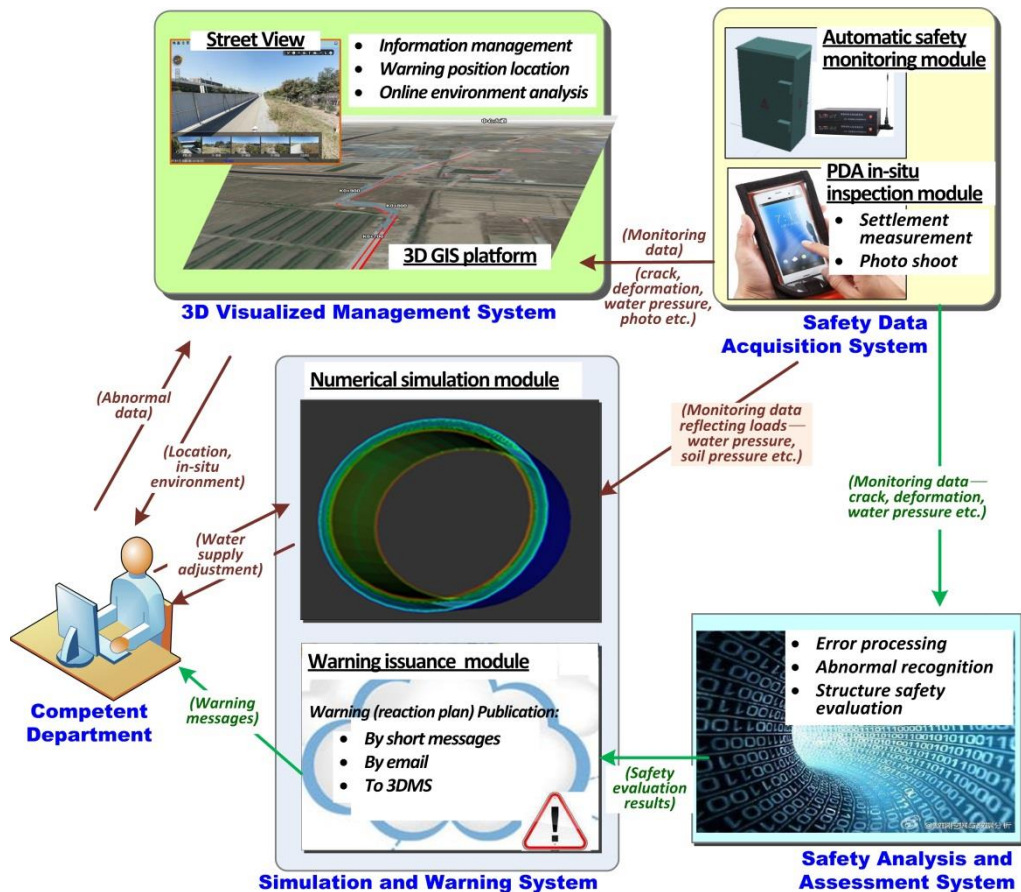 Street View
Information management
Warning position location
Online environment analysis
3D GIS platform
3D Visualized Management System
Automatic safety
monitoring module
PDA in-situ
inspection module
Settlement
measurement
Photo shoot
Safety Data
Acquisition System
(Monitoring
data)
(crack,
deformation,
water pressure,
photo etc.)
(Abnormal
data)
(Location,
in-situ
environment)
(Water
supply
adjustment)
Numerical simulation module
(Monitoring data
reflecting loads—
water pressure,
soil pressure etc.)
(Monitoring data—
crack, deformation,
water pressure etc.)
Competent
Department
(Warning
messages)
Warning issuance module
Warning (reaction plan) Publication:
By short messages
By email
To 3DMS
Simulation and Warning System
(Safety
evaluation
results)
Error processing
Abnormal recognition
Structure safety
evaluation
Safety Analysis and
Assessment System